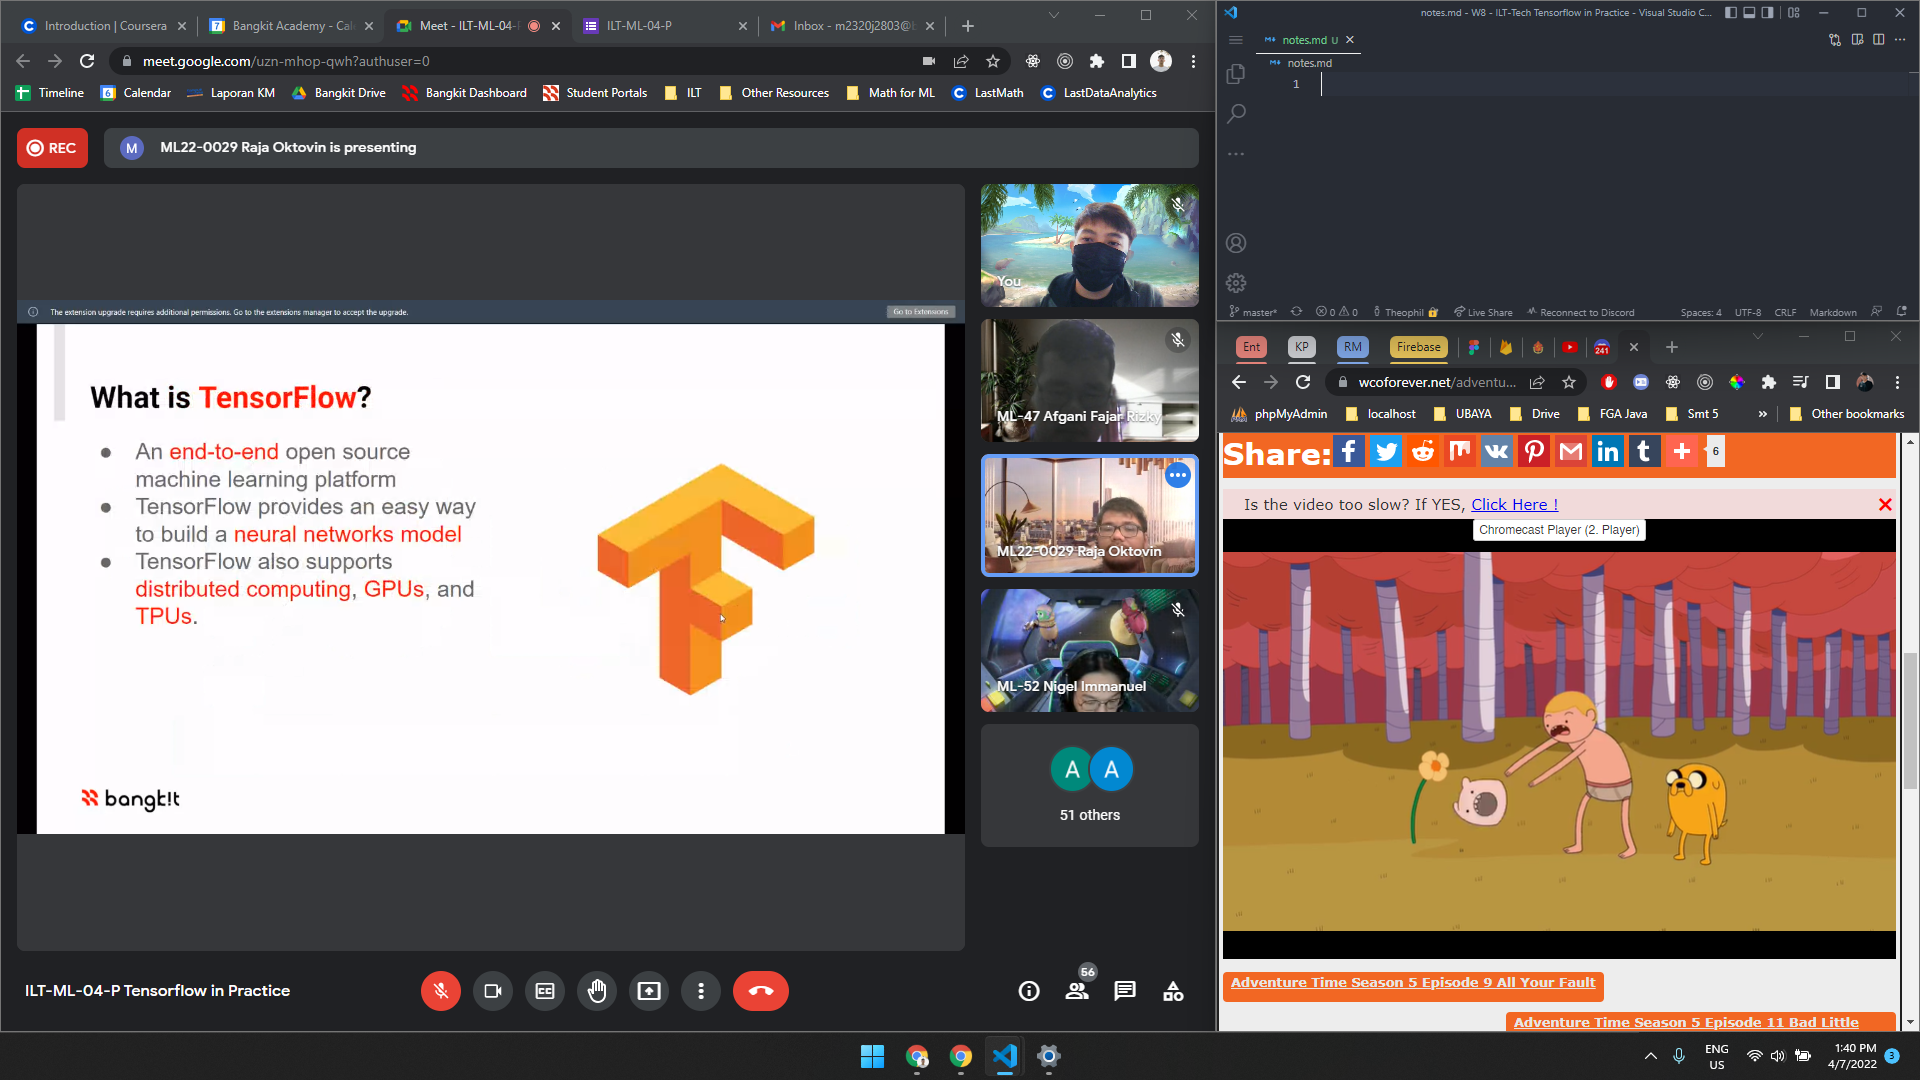 Introduction | Coursera
Bangkit Academy - Cale
Meet - ILT-ML-04-
ILT-ML-04-P
Inbox - m2320j2803@b
meet.google.com/uzn-mhop-qwh?authuser=0
Timeline
Calendar
Laporan KM
Bangkit Drive
Bangkit Dashboard
Student Portals
ILT
Other Resources
Math for ML
LastMath
LastDataAnalytics
REC
M
ML22-0029 Raja Oktovin is presenting
The extension upgrade requires additional permissions. Go to the extensions manager to accept the upgrade.
Go to Extensions
What is TensorFlow?
An end-to-end open source
machine learning platform
TensorFlow provides an easy way
to build a neural networks model
TensorFlow also supports
distributed computing, GPUs, and
TPUs.
bangk!t
You
ML-47 Afgani Fajar Rizky
ML22-0029 Raja Oktovin
ML-52 Nigel Immanuel
A A
51 others
ILT-ML-04-P Tensorflow in Practice
56
notes.md - W8 - ILT-Tech Tensorflow in Practice - Visual Studio C...
notes.md U
notes.md
1
master*
0 0
Theophil
Live Share
Reconnect to Discord
Spaces: 4
UTF-8
CRLF
Markdown
Ent
KP
RM
Firebase
241
wcoforever.net/adventu...
phpMyAdmin
localhost
UBAYA
Drive
FGA Java
Smt 5
»
Other bookmarks
Share:
6
Is the video too slow? If YES, Click Here !
Chromecast Player (2. Player)
Adventure Time Season 5 Episode 9 All Your Fault
Adventure Time Season 5 Episode 11 Bad Little
ENG
US
1:40 PM
4/7/2022
3